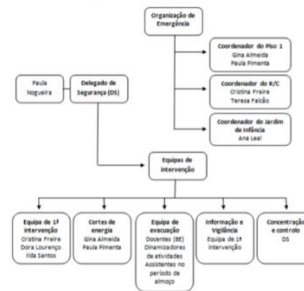 Organização de
Emergência
Coordenador do Piso 1
Gina Almeida
Paula Pimenta
Paula
Nogueira
Delegado de
Segurança (DS)
Coordenador do R/C
Cristina Freire
Teresa Falcão
Coordenador do Jardim
de Infância
Ana Leal
Equipas de
intervenção
Equipa de 1ª
intervenção
Cristina Freire
Dora Lourenço
Ilda Santos
Cortes de
energia
Gina Almeida
Paula Pimenta
Equipa de
evacuação
Docentes (BE)
Dinamizadores
de atividades
Assistentes no
período de
almoço
Informação e
Vigilância
Equipa de 1ª
intervenção
Concentração
e controlo
DS